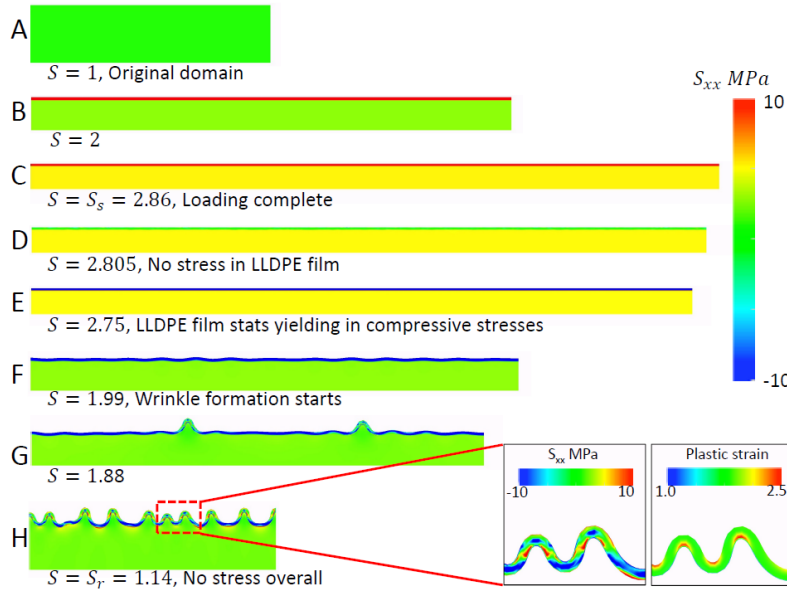 A
S = 1, Original domain
S_xx MPa
10
-10
B
S = 2
C
S = S_s = 2.86, Loading complete
D
S = 2.805, No stress in LLDPE film
E
S = 2.75, LLDPE film stats yielding in compressive stresses
F
S = 1.99, Wrinkle formation starts
G
S = 1.88
H
S = S_r = 1.14, No stress overall
S_xx MPa
-10 10
Plastic strain
1.0 2.5